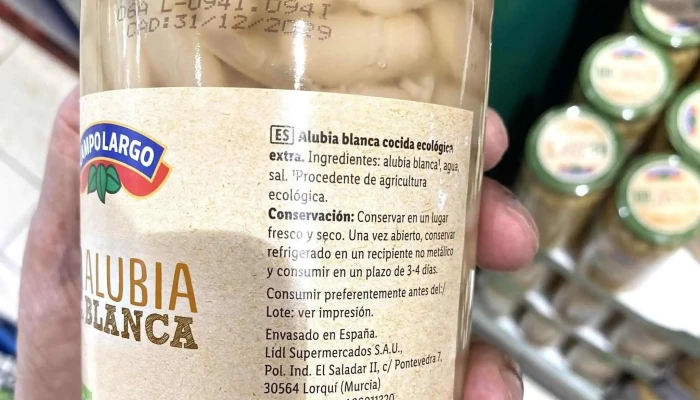 L-0941.094I
CAD:31/12/2029
MPOLARGO
ALUBIA
BLANCA
ES Alubia blanca cocida ecológica
extra. Ingredientes: alubia blanca¹, agua,
sal. ¹Procedente de agricultura
ecológica.
Conservación: Conservar en un lugar
fresco y seco. Una vez abierto, conservar
refrigerado en un recipiente no metálico
y consumir en un plazo de 3-4 días.
Consumir preferentemente antes del:/
Lote: ver impresión.
Envasado en España.
Lidl Supermercados S.A.U.,
Pol. Ind. El Saladar II, c/ Pontevedra 7,
30564 Lorquí (Murcia)